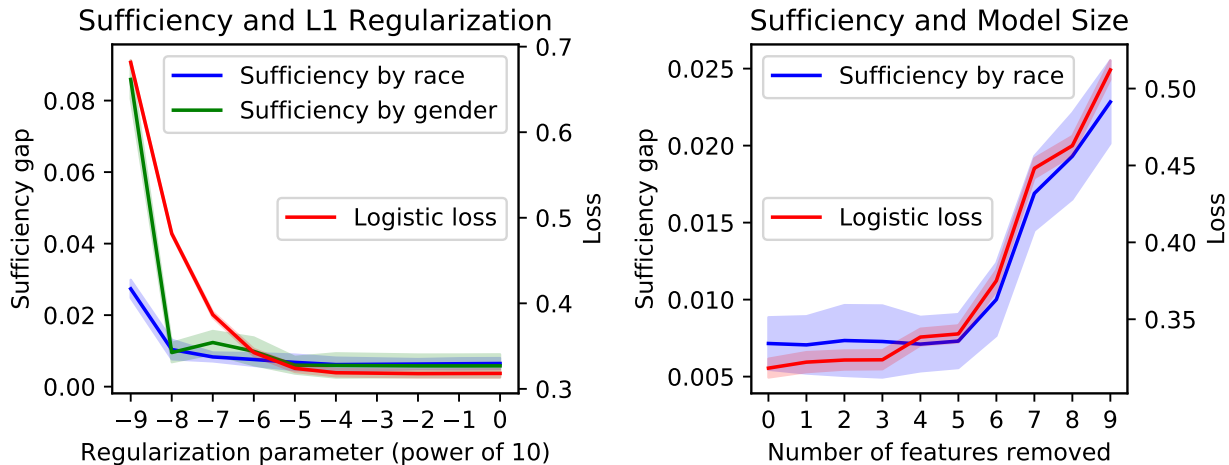 Sufficiency and L1 Regularization
Sufficiency gap
0.08
0.06
0.04
0.02
0.00
Sufficiency by race
Sufficiency by gender
Logistic loss
0.7
0.6
0.5
0.4
0.3
Loss
−9 −8 −7 −6 −5 −4 −3 −2 −1 0
Regularization parameter (power of 10)
Sufficiency and Model Size
Sufficiency gap
0.025
0.020
0.015
0.010
0.005
Sufficiency by race
Logistic loss
0.50
0.45
0.40
0.35
Loss
0 1 2 3 4 5 6 7 8 9
Number of features removed